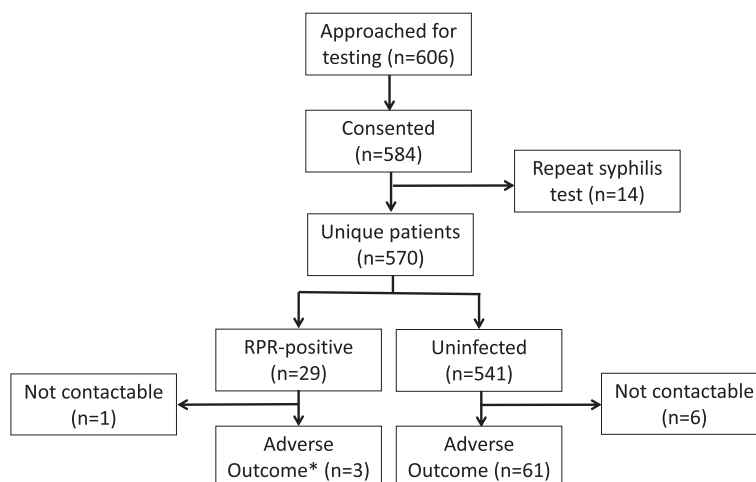 Approached for
testing (n=606)
Consented
(n=584)
Repeat syphilis
test (n=14)
Unique patients
(n=570)
RPR-positive
(n=29)
Uninfected
(n=541)
Not contactable
(n=1)
Not contactable
(n=6)
Adverse
Outcome* (n=3)
Adverse
Outcome (n=61)